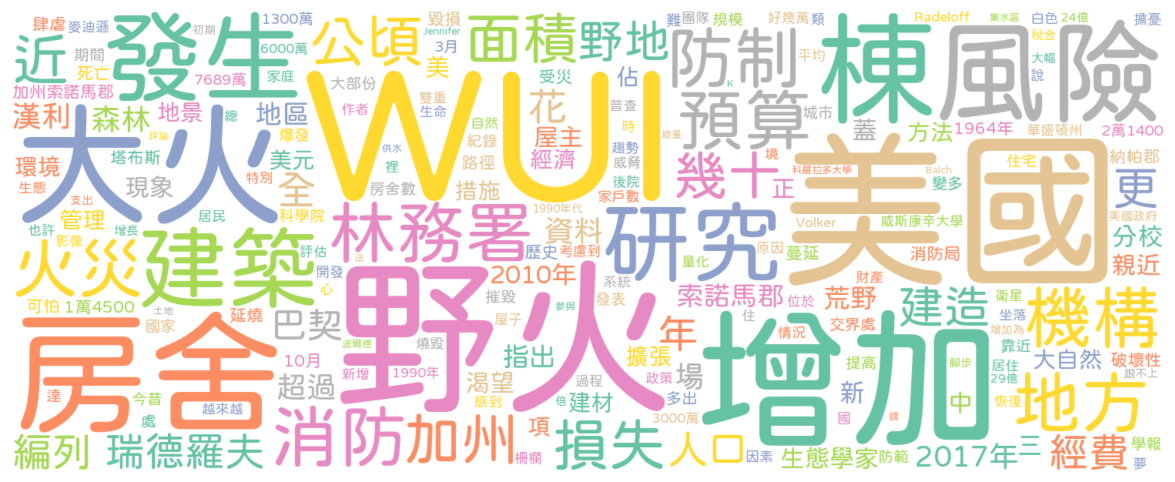 肆虐 麥迪遜 初期 1300萬 公頃 毀損 Jennifer 3月 面積 野地 難 團隊 規模 好幾萬 類 Radeloff 集水區 白色 24億 擴憂
近 發生 期間 死亡 6000萬 家庭 7689萬 美 防制 平均 棟 風險 稅金 大幅 說
加州索諾馬郡 大部份 受災 佔 K 城市
漢利 森林 地景 地區 總 作者 雙重 生命 花 自然 普查 預算 蓋 方法 1964年 華盛頓州 2萬1400
大火 評論 爆發 WUI 紀錄 屋主 時 趨勢 綠量 境 美國 住宅 納帕郡
環境 塔布斯 美元 供水 裡 路徑 經濟 威脅 幾十 科羅拉多大學 Balch 變多 更
生態 現象 特別 全 房舍數 措施 後院 家戶數 正 Volker 威斯康辛大學 美國政府
支出 管理 居民 科學院 1990年代 林務署 資料 研究 原因 蔓延 消防局 分校
也許 影像 增長 評估 沒 歷史 考慮到 量化 親近
火災 建築 開發 心 2010年 系統 財產 衛星
可怕 1萬4500 摧毀 發表 索諾馬郡 位於 荒野 建造 坐落 機構
國家 土地 延燒 巴契 野火 屋子 參與 住 增加 情況 交界處 增加為 靠近 大自然 破壞性
房舍 波爾德 燒毀 指出 擴張 年 提高 腳步 居住 跟不上
達 10月 新增 1990年 超過 渴望 過程 政策 場 新 29億 地方
今昔 處 越來越 感到 倍 建材 多出 國 錢 中 恢復
編列 瑞德羅夫 消防 加州 柵欄 項 損失 3000萬 人口 因素 生態學家 防範 2017年 三 經費 學報 夢